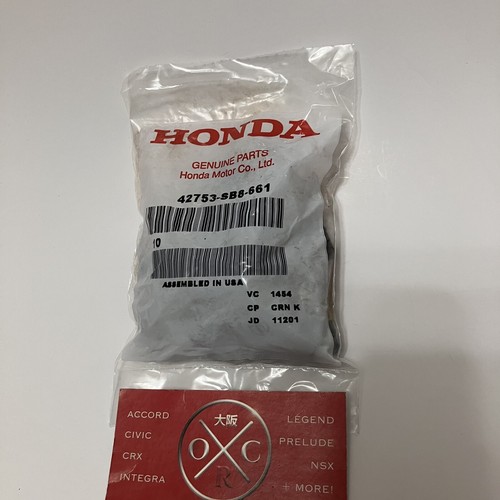 HONDA
GENUINE PARTS
Honda Motor Co., Ltd.
42753-SB8-661
10
ASSEMBLED IN USA
VC 1454
CP CRN K
JD 11201
ACCORD
CIVIC
CRX
INTEGRA
大阪
O C
R
LEGEND
PRELUDE
NSX
+ MORE!